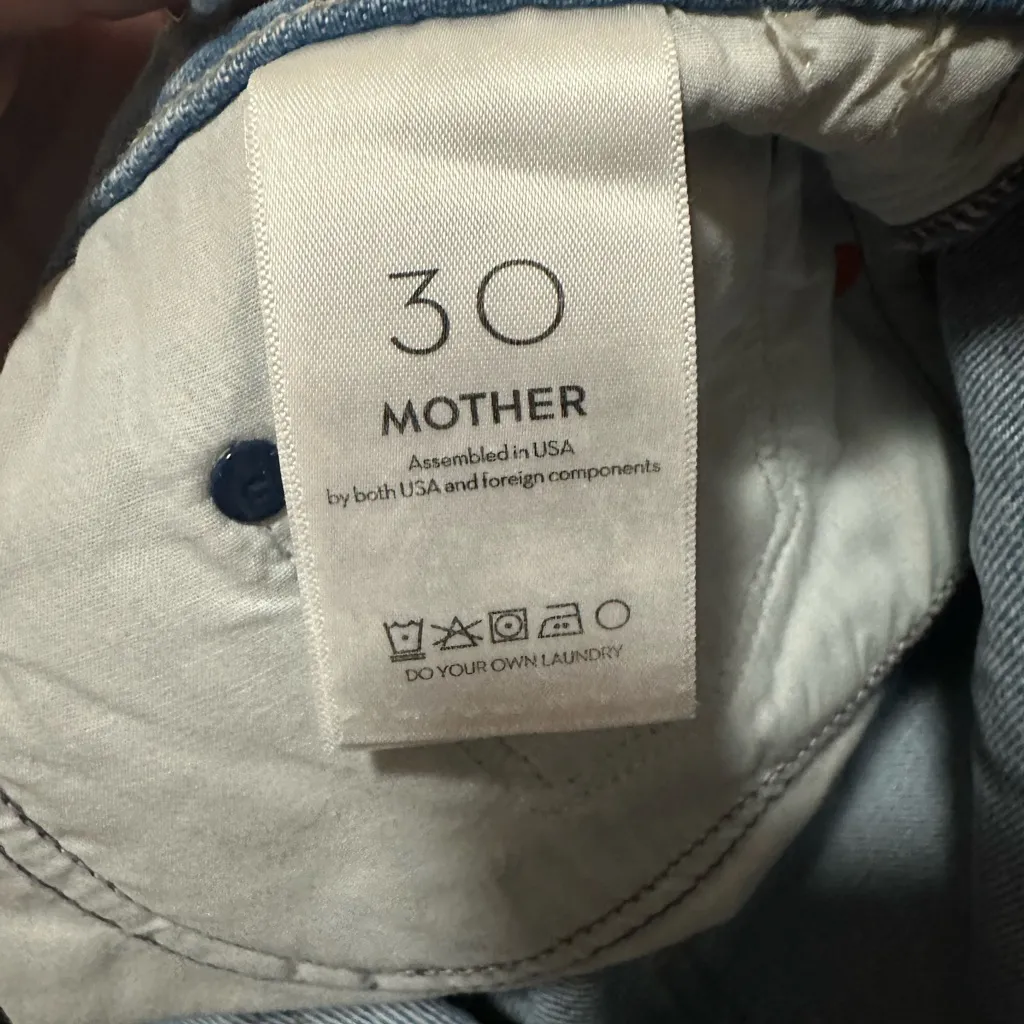 30
MOTHER
Assembled in USA
by both USA and foreign components
DO YOUR OWN LAUNDRY